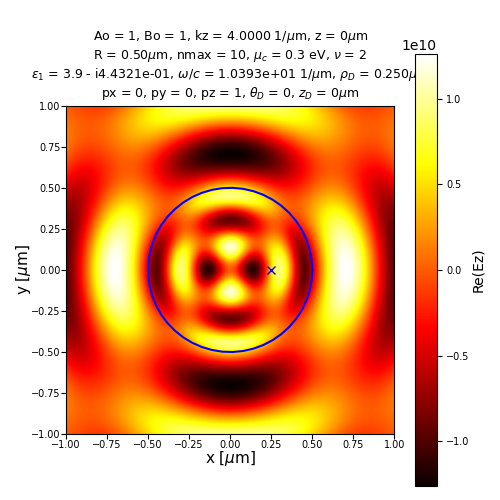 Ao = 1, Bo = 1, kz = 4.0000 1/μm, z = 0μm
R = 0.50μm, nmax = 10, μc = 0.3 eV, ν = 2
ε1 = 3.9 - i4.4321e-01, ω/c = 1.0393e+01 1/μm, ρD = 0.250μ
px = 0, py = 0, pz = 1, θD = 0, zD = 0μm
1e10
1.00
0.75
0.50
0.25
0.00
−0.25
−0.50
−0.75
−1.00
y [μm]
−1.00 −0.75 −0.50 −0.25 0.00 0.25 0.50 0.75 1.00
x [μm]
1.0
0.5
0.0
−0.5
−1.0
Re(Ez)